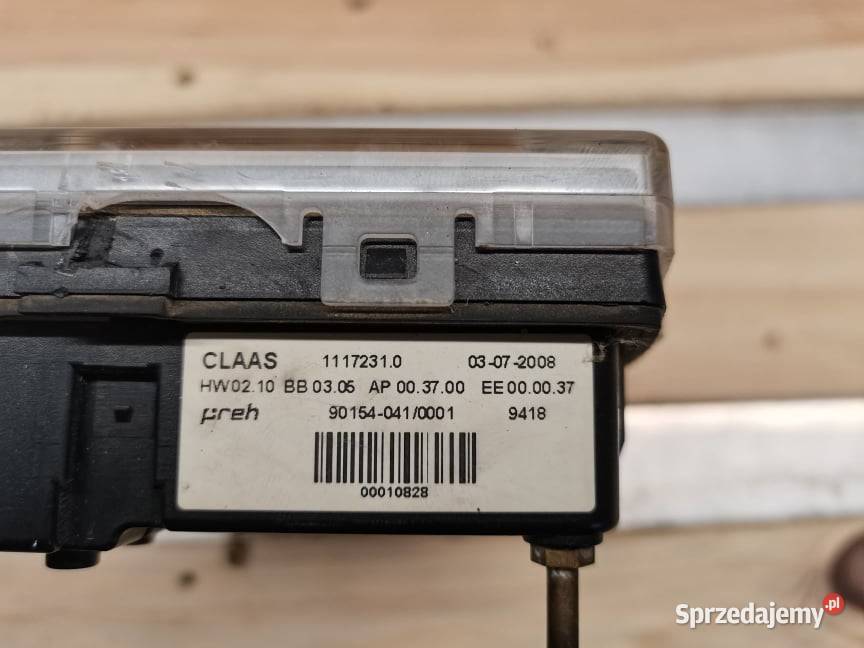 CLAAS 1117231.0 03-07-2008
HW02.10 BB 03.05 AP 00.37.00 EE 00.00.37
preh 90154-041/0001 9418
00010828
Sprzedajemy.pl